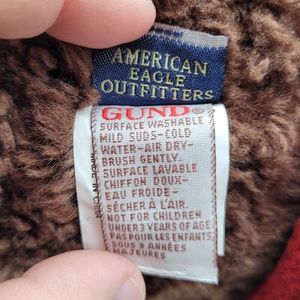 AMERICAN
EAGLE
OUTFITTERS
GUND®
SURFACE WASHABLE
MILD SUDS-COLD
WATER-AIR DRY-
BRUSH GENTLY.
SURFACE LAVABLE
CHIFFON DOUX-
EAU FROIDE-
SÉCHER À L'AIR.
NOT FOR CHILDREN
UNDER 3 YEARS OF AGE
PAS POUR LES ENFANTS
SOUS 3 ANNÉES
MAJEURES
MADE IN CHINA